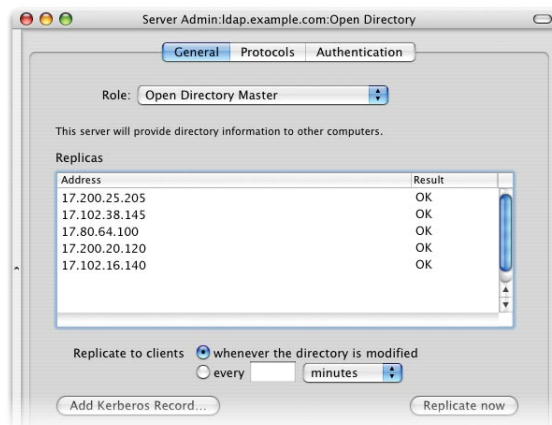 Server Admin:ldap.example.com:Open Directory
General Protocols Authentication
Role: Open Directory Master
This server will provide directory information to other computers.
Replicas
Address Result
17.200.25.205 OK
17.102.38.145 OK
17.80.64.100 OK
17.200.20.120 OK
17.102.16.140 OK
Replicate to clients whenever the directory is modified
every minutes
Add Kerberos Record... Replicate now